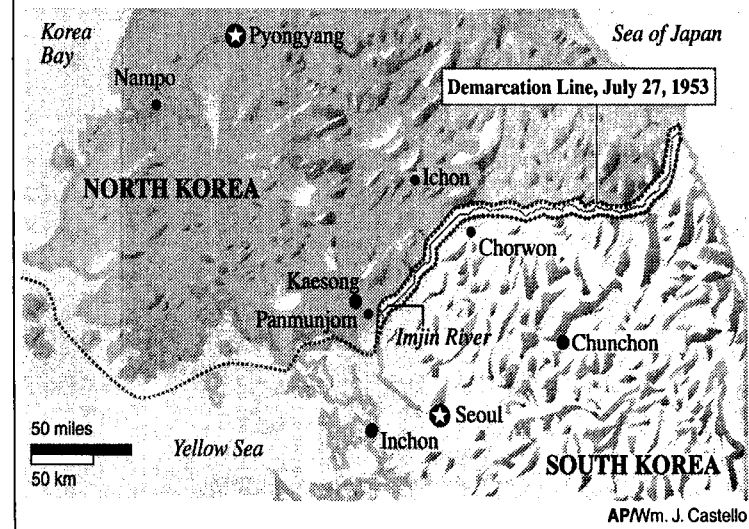 Korea
Bay
Pyongyang
Sea of Japan
Nampo
Demarcation Line, July 27, 1953
Ichon
NORTH KOREA
Chorwon
Kaesong
Panmunjom
Imjin River
Chunchon
Seoul
50 miles
Yellow Sea
Inchon
50 km
SOUTH KOREA
AP/Wm. J. Castello